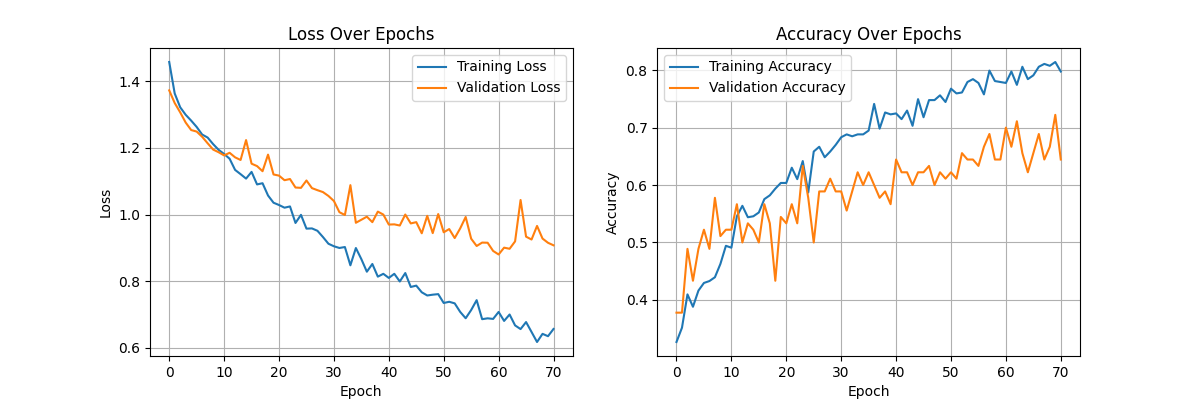 Loss Over Epochs
Training Loss
Validation Loss
1.4
1.2
1.0
0.8
0.6
Loss
0 10 20 30 40 50 60 70
Epoch
Accuracy Over Epochs
Training Accuracy
Validation Accuracy
0.8
0.7
0.6
0.5
0.4
Accuracy
0 10 20 30 40 50 60 70
Epoch